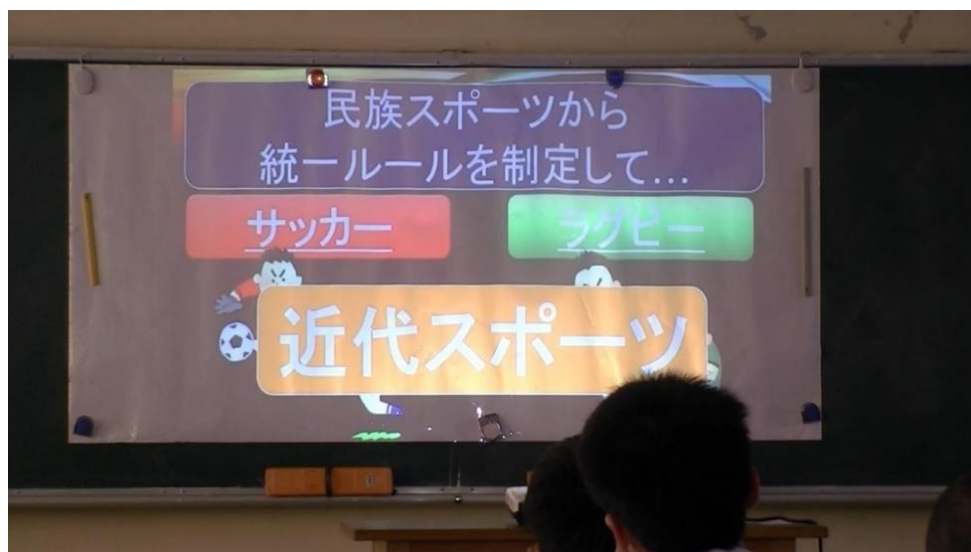 民族スポーツから
統一ルールを制定して...
サッカー
ラグビー
近代スポーツ